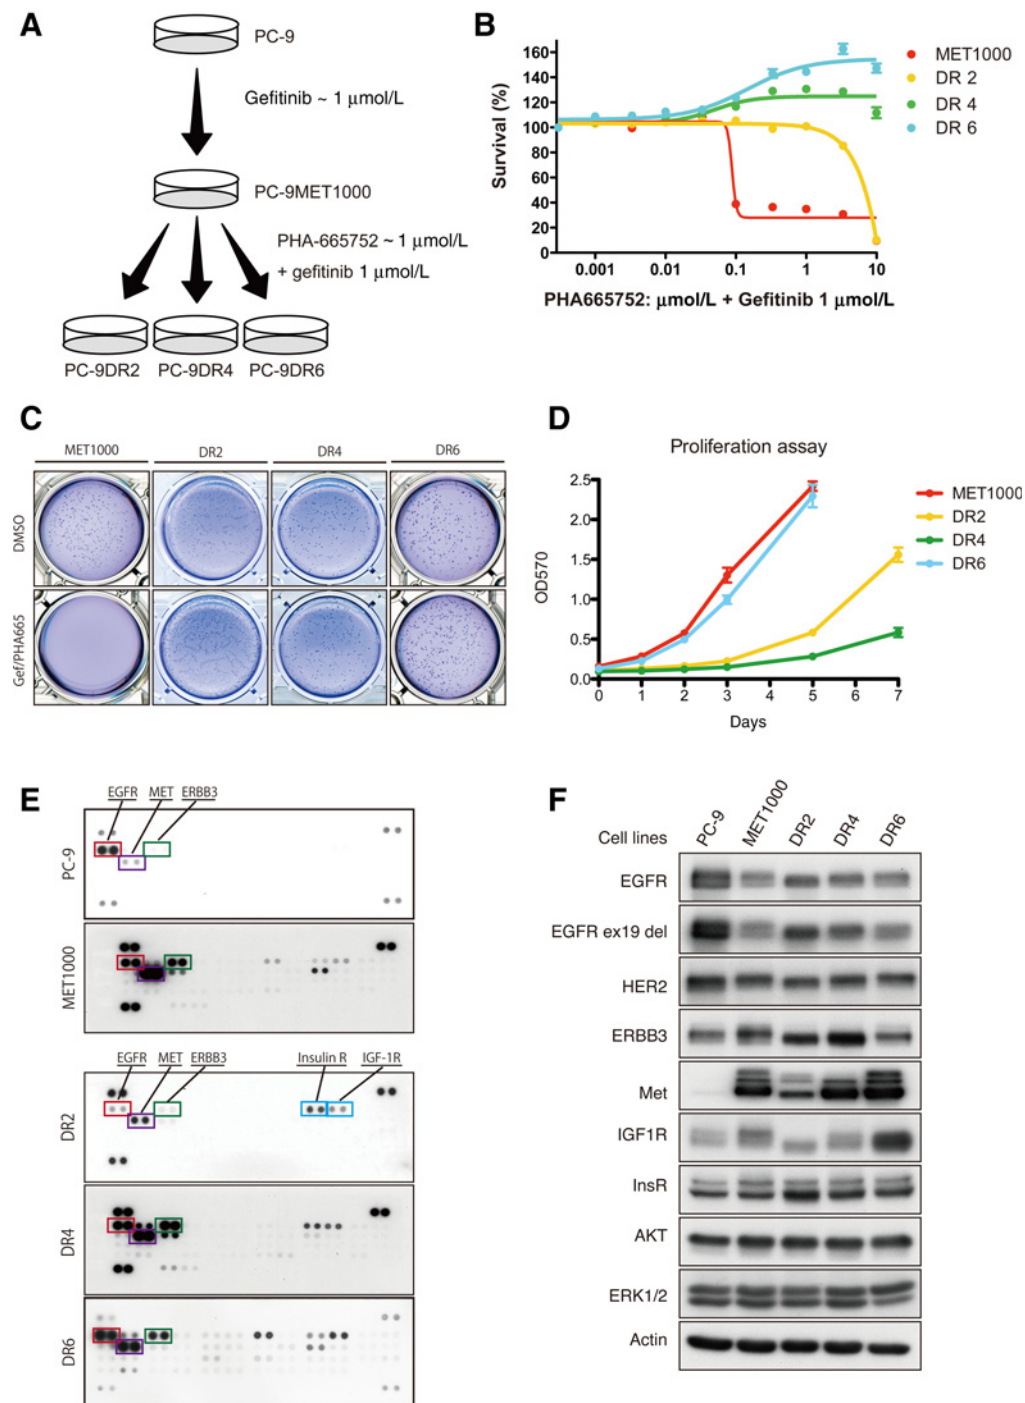 A
PC-9
Gefitinib ~ 1 μmol/L
PC-9MET1000
PHA-665752 ~ 1 μmol/L
+ gefitinib 1 μmol/L
PC-9DR2 PC-9DR4 PC-9DR6
B
Survival (%)
160
140
120
100
80
60
40
20
0
0.001 0.01 0.1 1 10
PHA665752: μmol/L + Gefitinib 1 μmol/L
MET1000
DR 2
DR 4
DR 6
C
MET1000 DR2 DR4 DR6
DMSO
Gef/PHA665
D
Proliferation assay
OD570
2.5
2.0
1.5
1.0
0.5
0.0
0 1 2 3 4 5 6 7
Days
MET1000
DR2
DR4
DR6
E
EGFR MET ERBB3
PC-9
MET1000
EGFR MET ERBB3 Insulin R IGF-1R
DR2
DR4
DR6
F
Cell lines PC-9 MET1000 DR2 DR4 DR6
EGFR
EGFR ex19 del
HER2
ERBB3
Met
IGF1R
InsR
AKT
ERK1/2
Actin